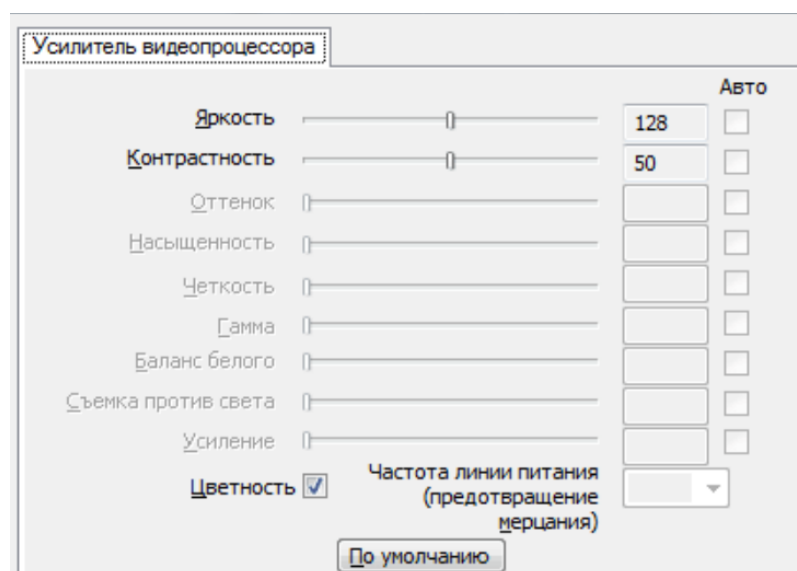 Усилитель видеопроцессора
Авто
Яркость 128
Контрастность 50
Оттенок
Насыщенность
Четкость
Гамма
Баланс белого
Съемка против света
Усиление
Цветность Частота линии питания
(предотвращение
мерцания)
По умолчанию